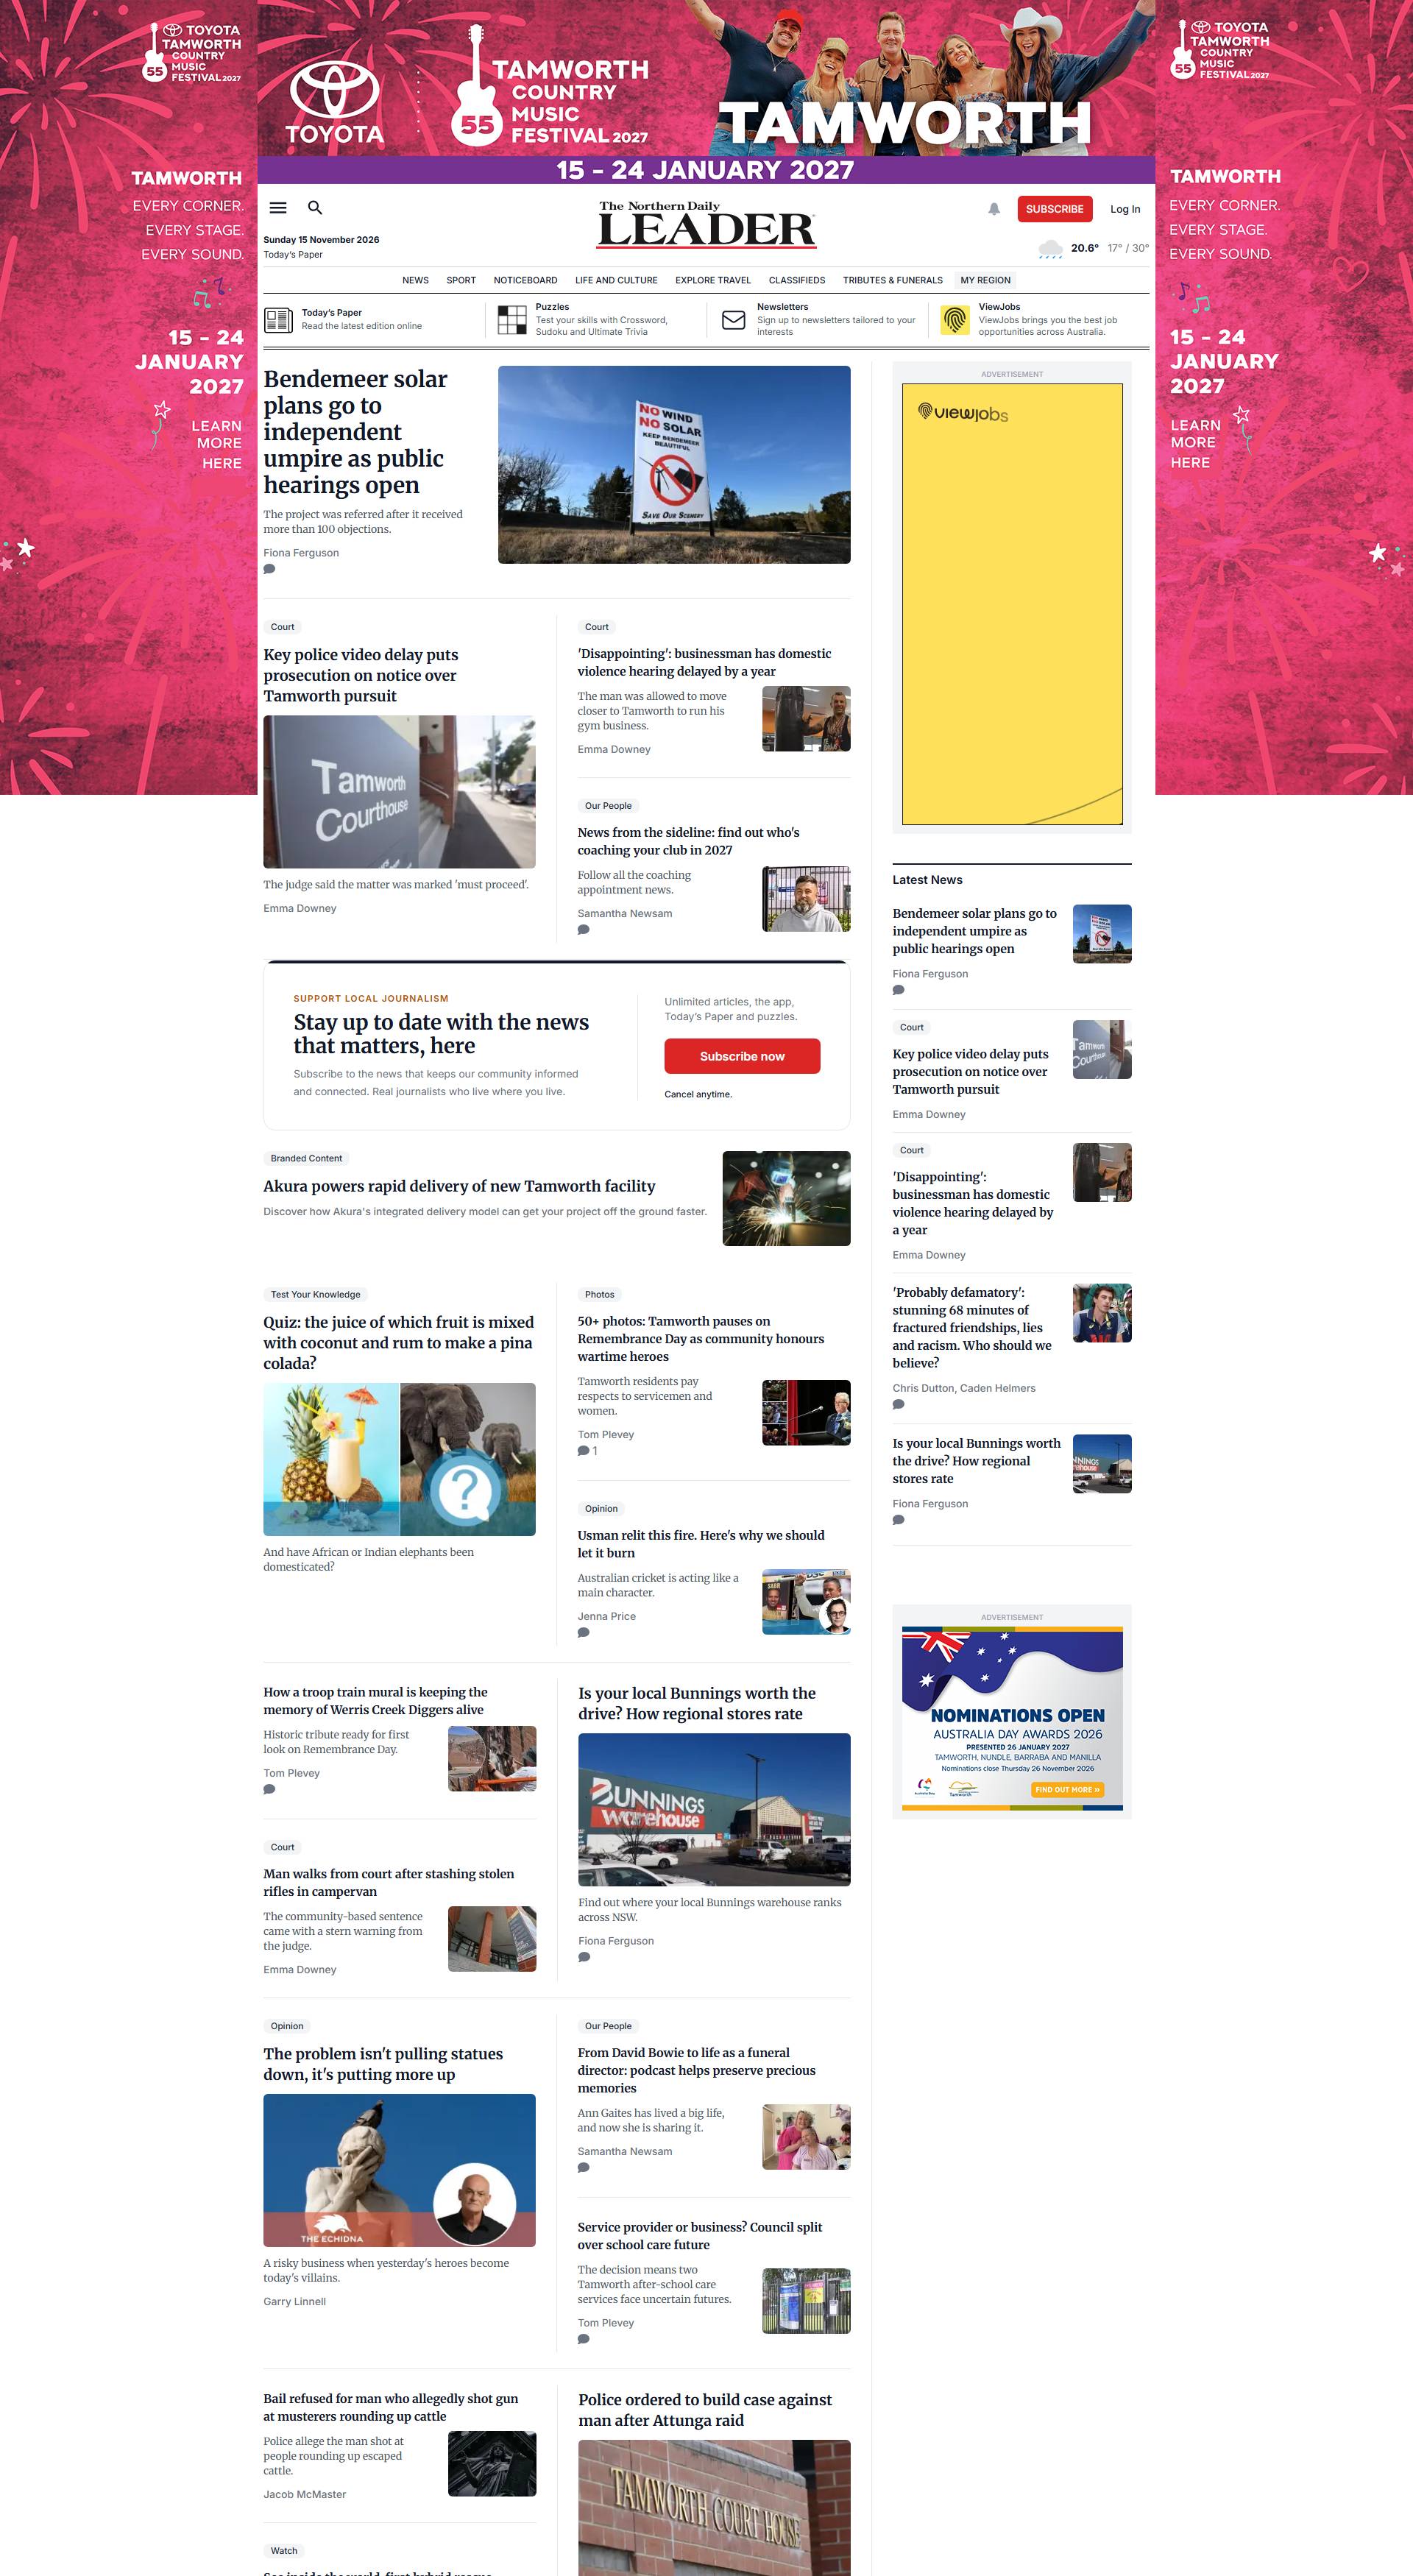 TOYOTA
TAMWORTH
COUNTRY
MUSIC
FESTIVAL 2027
55
TAMWORTH
EVERY CORNER.
EVERY STAGE.
EVERY SOUND.
15 - 24
JANUARY
2027
LEARN
MORE
HERE
TOYOTA
55
TAMWORTH
COUNTRY
MUSIC
FESTIVAL 2027
TAMWORTH
15 - 24 JANUARY 2027
TOYOTA
TAMWORTH
COUNTRY
MUSIC
FESTIVAL 2027
55
TAMWORTH
EVERY CORNER.
EVERY STAGE.
EVERY SOUND.
15 - 24
JANUARY
2027
LEARN
MORE
HERE
The Northern Daily
LEADER
SUBSCRIBE
Log In
Sunday 15 November 2026
Today's Paper
20.6° 17° / 30°
NEWS SPORT NOTICEBOARD LIFE AND CULTURE EXPLORE TRAVEL CLASSIFIEDS TRIBUTES & FUNERALS MY REGION
Today's Paper
Read the latest edition online
Puzzles
Test your skills with Crossword,
Sudoku and Ultimate Trivia
Newsletters
Sign up to newsletters tailored to your
interests
ViewJobs
ViewJobs brings you the best job
opportunities across Australia.
Bendemeer solar
plans go to
independent
umpire as public
hearings open
The project was referred after it received
more than 100 objections.
Fiona Ferguson
NO WIND
NO SOLAR
KEEP BENDEMEER
BEAUTIFUL
SAVE OUR SCENERY
Court
Key police video delay puts
prosecution on notice over
Tamworth pursuit
Tamworth
Courthouse
The judge said the matter was marked 'must proceed'.
Emma Downey
Court
'Disappointing': businessman has domestic
violence hearing delayed by a year
The man was allowed to move
closer to Tamworth to run his
gym business.
Emma Downey
Our People
News from the sideline: find out who's
coaching your club in 2027
Follow all the coaching
appointment news.
Samantha Newsam
SUPPORT LOCAL JOURNALISM
Stay up to date with the news
that matters, here
Subscribe to the news that keeps our community informed
and connected. Real journalists who live where you live.
Unlimited articles, the app,
Today's Paper and puzzles.
Subscribe now
Cancel anytime.
Branded Content
Akura powers rapid delivery of new Tamworth facility
Discover how Akura's integrated delivery model can get your project off the ground faster.
Test Your Knowledge
Quiz: the juice of which fruit is mixed
with coconut and rum to make a pina
colada?
?
And have African or Indian elephants been
domesticated?
Photos
50+ photos: Tamworth pauses on
Remembrance Day as community honours
wartime heroes
Tamworth residents pay
respects to servicemen and
women.
Tom Plevey
1
Opinion
Usman relit this fire. Here's why we should
let it burn
Australian cricket is acting like a
main character.
Jenna Price
How a troop train mural is keeping the
memory of Werris Creek Diggers alive
Historic tribute ready for first
look on Remembrance Day.
Tom Plevey
Court
Man walks from court after stashing stolen
rifles in campervan
The community-based sentence
came with a stern warning from
the judge.
Emma Downey
Is your local Bunnings worth the
drive? How regional stores rate
BUNNINGS
warehouse
Find out where your local Bunnings warehouse ranks
across NSW.
Fiona Ferguson
Opinion
The problem isn't pulling statues
down, it's putting more up
THE ECHIDNA
A risky business when yesterday's heroes become
today's villains.
Garry Linnell
Our People
From David Bowie to life as a funeral
director: podcast helps preserve precious
memories
Ann Gaites has lived a big life,
and now she is sharing it.
Samantha Newsam
Service provider or business? Council split
over school care future
The decision means two
Tamworth after-school care
services face uncertain futures.
Tom Plevey
Bail refused for man who allegedly shot gun
at musterers rounding up cattle
Police allege the man shot at
people rounding up escaped
cattle.
Jacob McMaster
Watch
Police ordered to build case against
man after Attunga raid
TAMWORTH COURT HOUSE
ADVERTISEMENT
viewjobs
Latest News
Bendemeer solar plans go to
independent umpire as
public hearings open
Fiona Ferguson
Court
Key police video delay puts
prosecution on notice over
Tamworth pursuit
Emma Downey
Court
'Disappointing':
businessman has domestic
violence hearing delayed by
a year
Emma Downey
'Probably defamatory':
stunning 68 minutes of
fractured friendships, lies
and racism. Who should we
believe?
Chris Dutton, Caden Helmers
Is your local Bunnings worth
the drive? How regional
stores rate
Fiona Ferguson
ADVERTISEMENT
NOMINATIONS OPEN
AUSTRALIA DAY AWARDS 2026
PRESENTED 26 JANUARY 2027
TAMWORTH, NUNDLE, BARRABA AND MANILLA
Nominations close Thursday 26 November 2026
FIND OUT MORE »